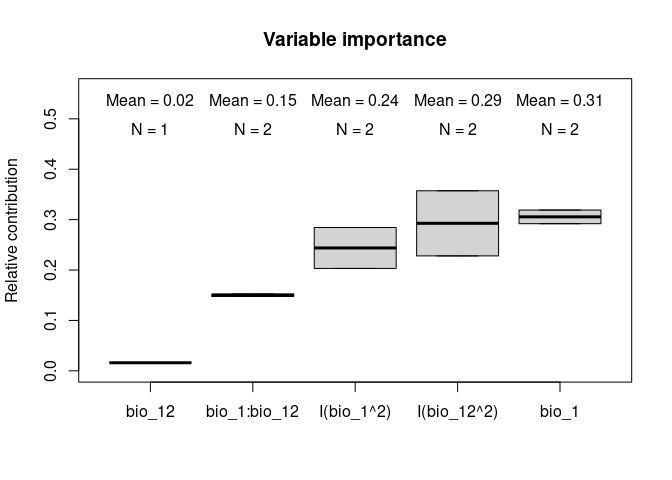 Variable importance
Mean = 0.02 Mean = 0.15 Mean = 0.24 Mean = 0.29 Mean = 0.31
N = 1 N = 2 N = 2 N = 2 N = 2
Relative contribution
0.5
0.4
0.3
0.2
0.1
0.0
bio_12 bio_1:bio_12 I(bio_1^2) I(bio_12^2) bio_1